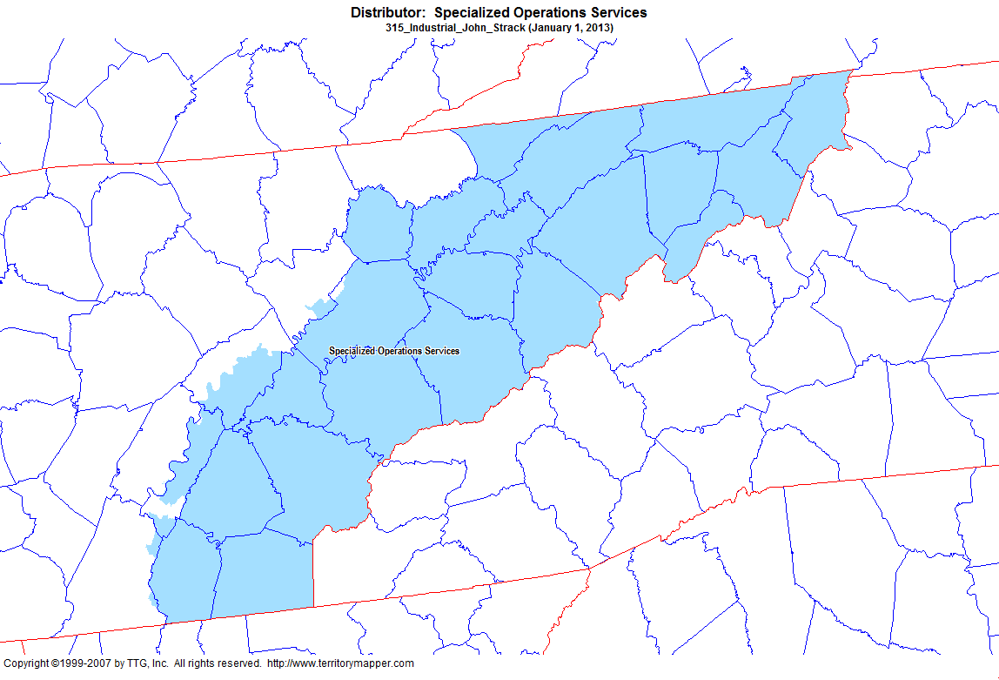 Distributor:  Specialized Operations Services
315_Industrial_John_Strack (January 1, 2013)
Specialized Operations Services
Copyright ©1999-2007 by TTG, Inc.  All rights reserved.  http://www.territorymapper.com